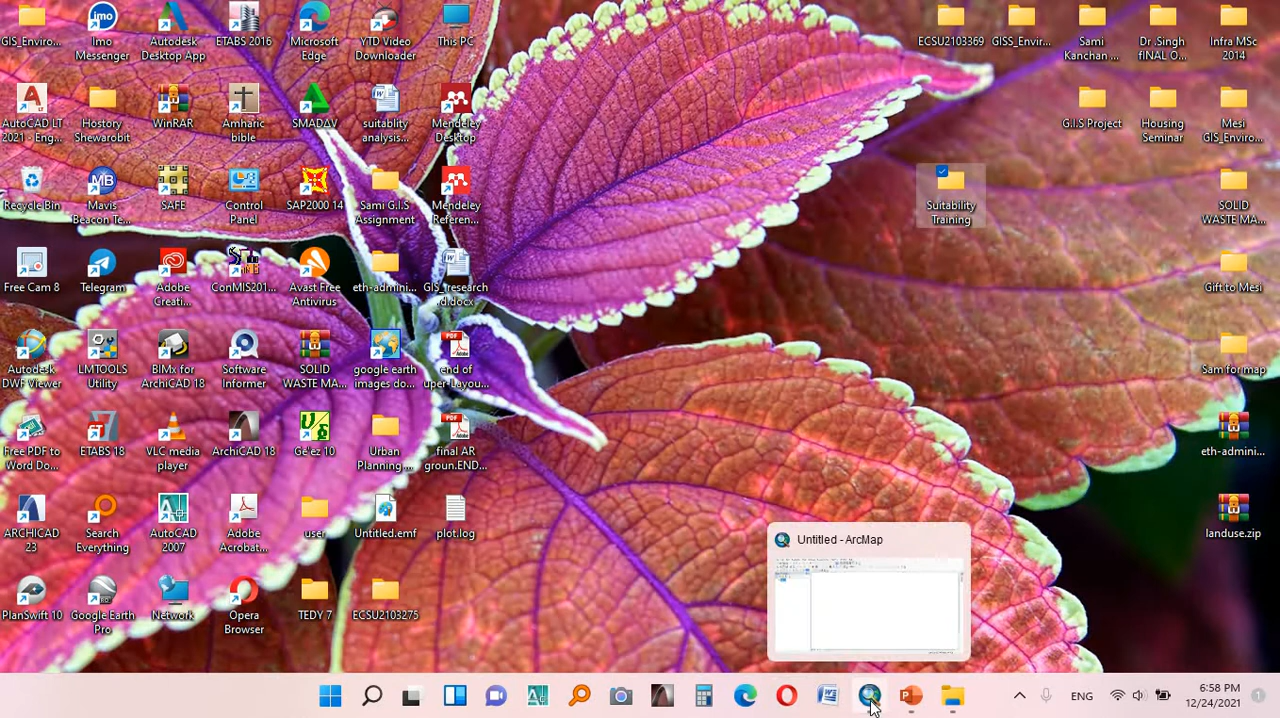 GIS_Enviro...
Imo
Messenger
Autodesk
Desktop App
ETABS 2016
Microsoft
Edge
YTD Video
Downloader
This PC
ECSU2103369
GISS_Envir...
Sami
Kanchan ...
Dr .Singh
fINAL O...
Infra MSc
2014
AutoCAD LT
2021 - Eng...
Hostory
Shewarobit
WinRAR
Amharic
bible
SMADΔV
suitablity
analysis...
Mendeley
Desktop
G.I.S Project
Housing
Seminar
Mesi
GIS_Enviro...
Recycle Bin
Mavis
Beacon Te...
SAFE
Control
Panel
SAP2000 14
Sami G.I.S
Assignment
Mendeley
Referen...
Suitability
Training
SOLID
WASTE MA...
Free Cam 8
Telegram
Adobe
Creati...
ConMIS201...
Avast Free
Antivirus
eth-admini...
GIS_research
Gift to Mesi
Autodesk
DWF Viewer
LMTOOLS
Utility
BIMx for
ArchiCAD 18
Software
Informer
SOLID
WASTE MA...
google earth
images do...
end of
uper-Layou...
Sam for map
Free PDF to
Word Do...
ETABS 18
VLC media
player
ArchiCAD 18
Ge'ez 10
Urban
Planning ...
final AR
groun.END...
eth-admini...
ARCHICAD
23
Search
Everything
AutoCAD
2007
Adobe
Acrobat...
user
Untitled.emf
plot.log
landuse.zip
Untitled - ArcMap
PlanSwift 10
Google Earth
Pro
Network
Opera
Browser
TEDY 7
ECSU2103275
ENG
6:58 PM
12/24/2021
1